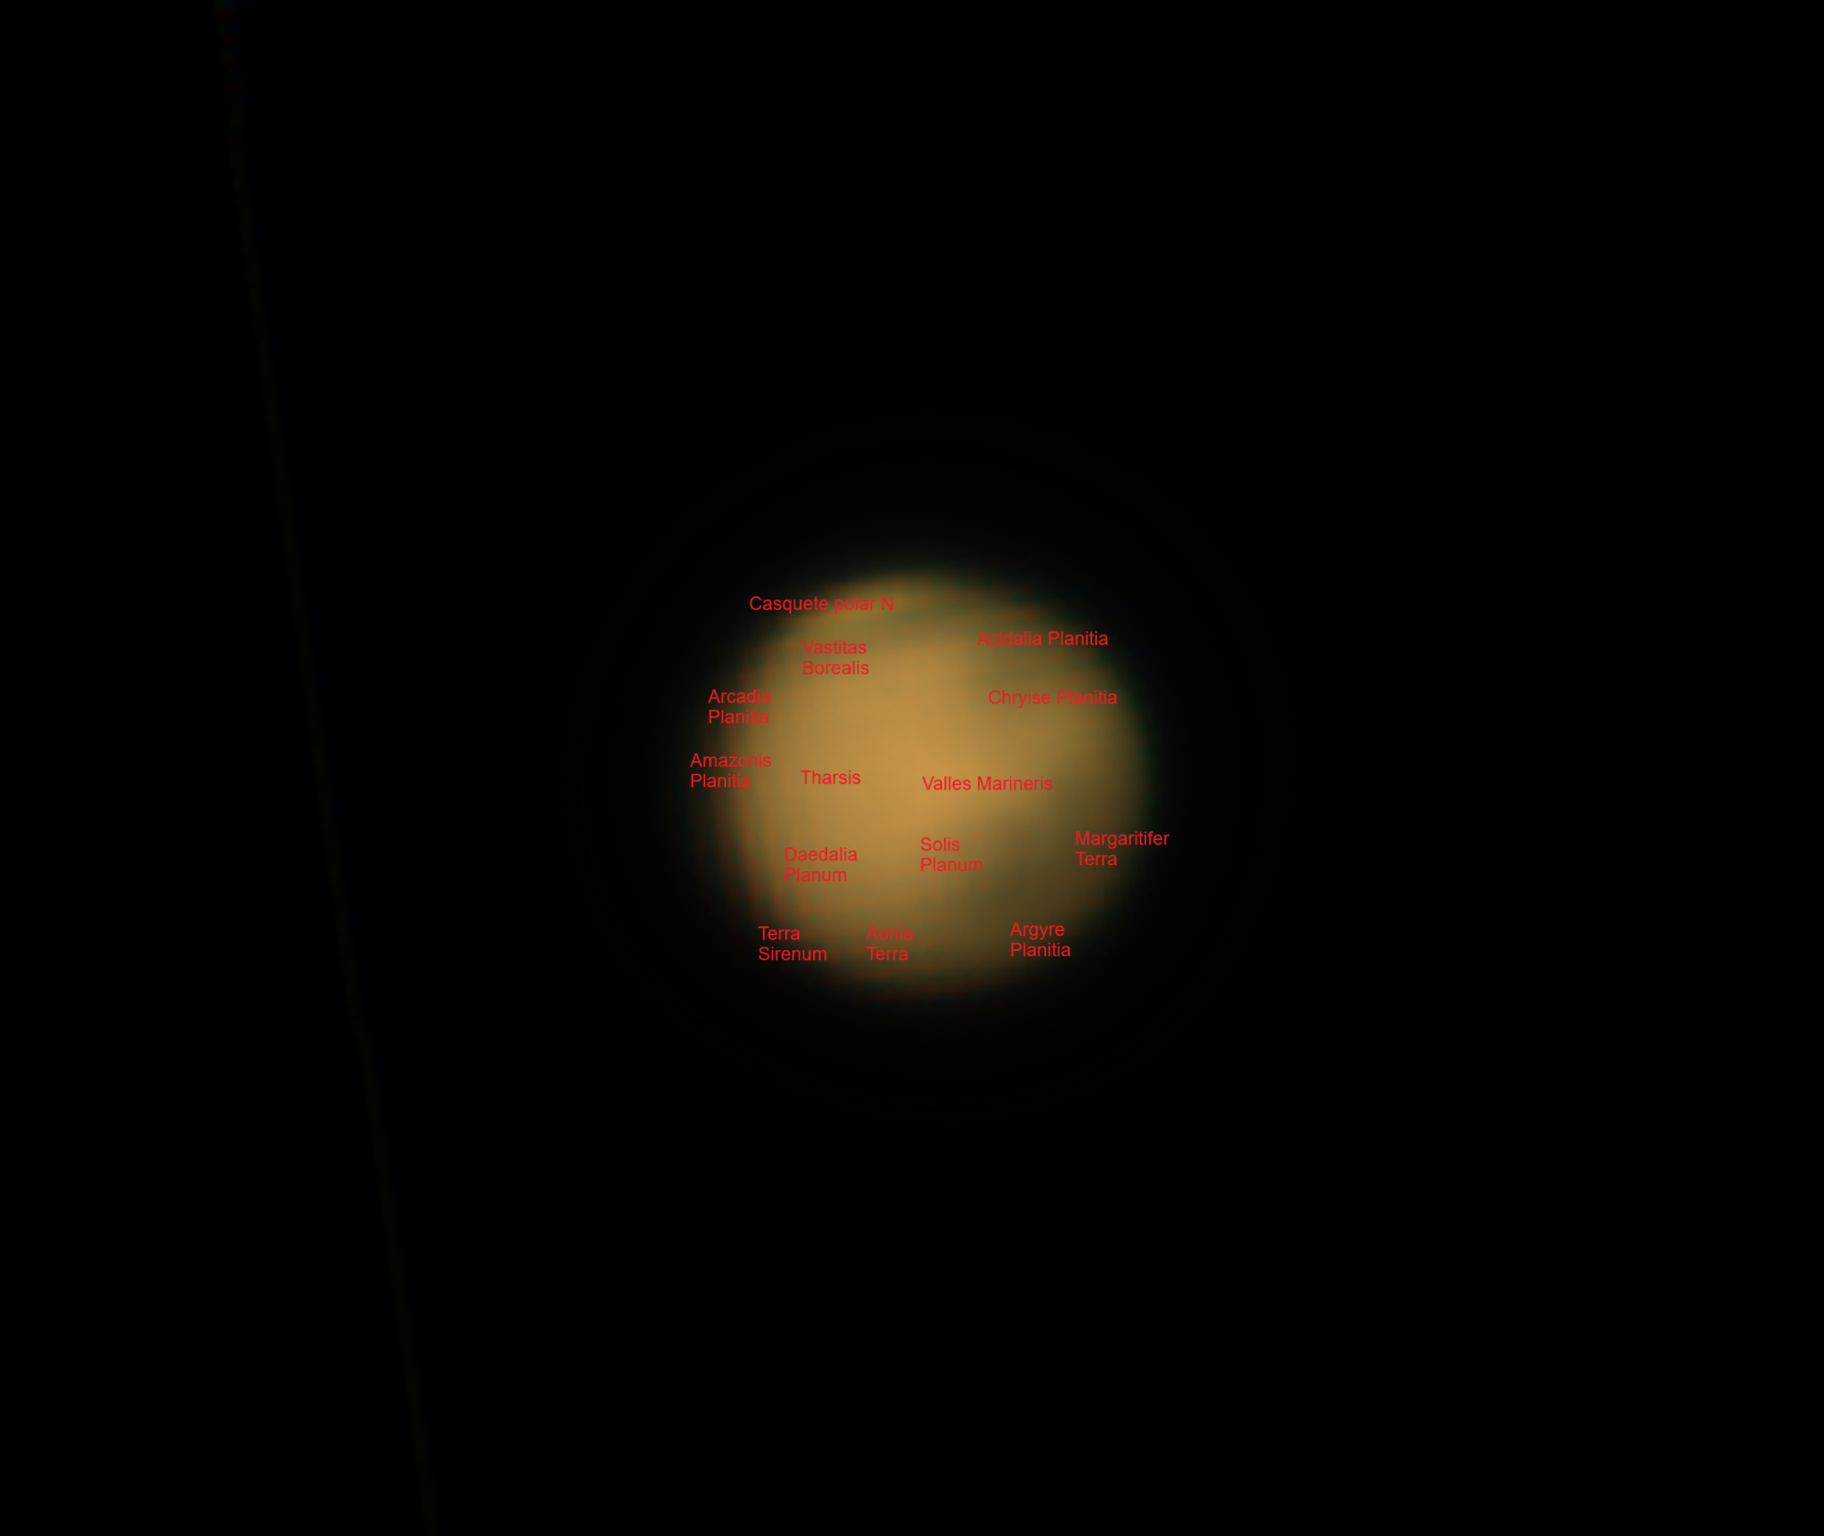 Casquete polar N
Acidalia Planitia
Vastitas
Borealis
Arcadia
Planitia
Chryise Planitia
Amazonis
Planitia
Tharsis
Valles Marineris
Margaritifer
Terra
Solis
Planum
Daedalia
Planum
Terra
Sirenum
Aonia
Terra
Argyre
Planitia